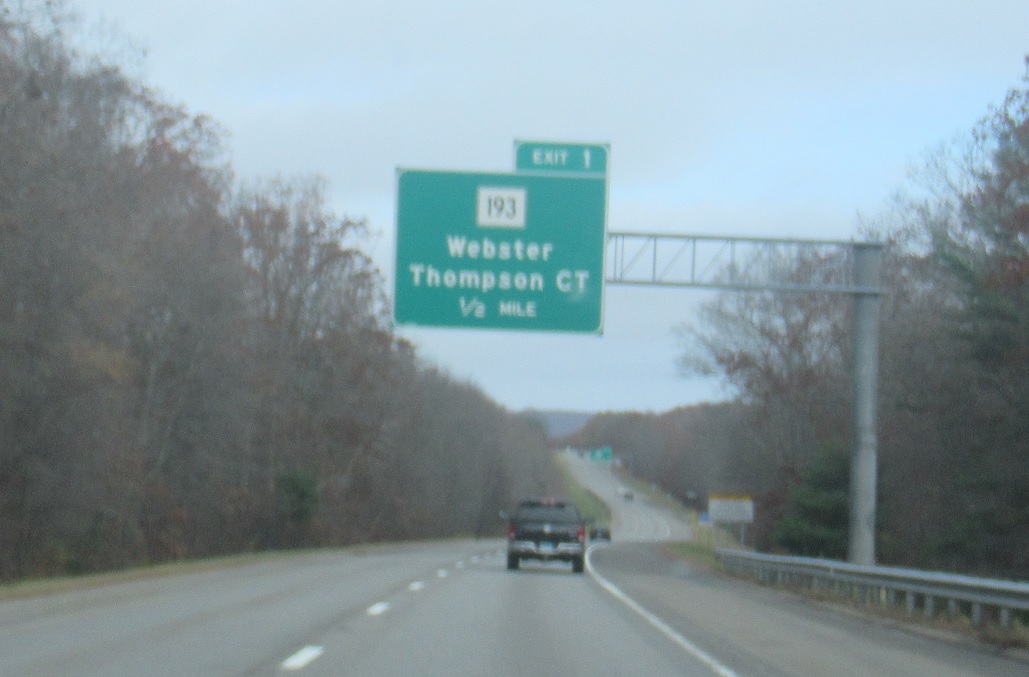 EXIT 1
193
Webster
Thompson CT
1/2 MILE